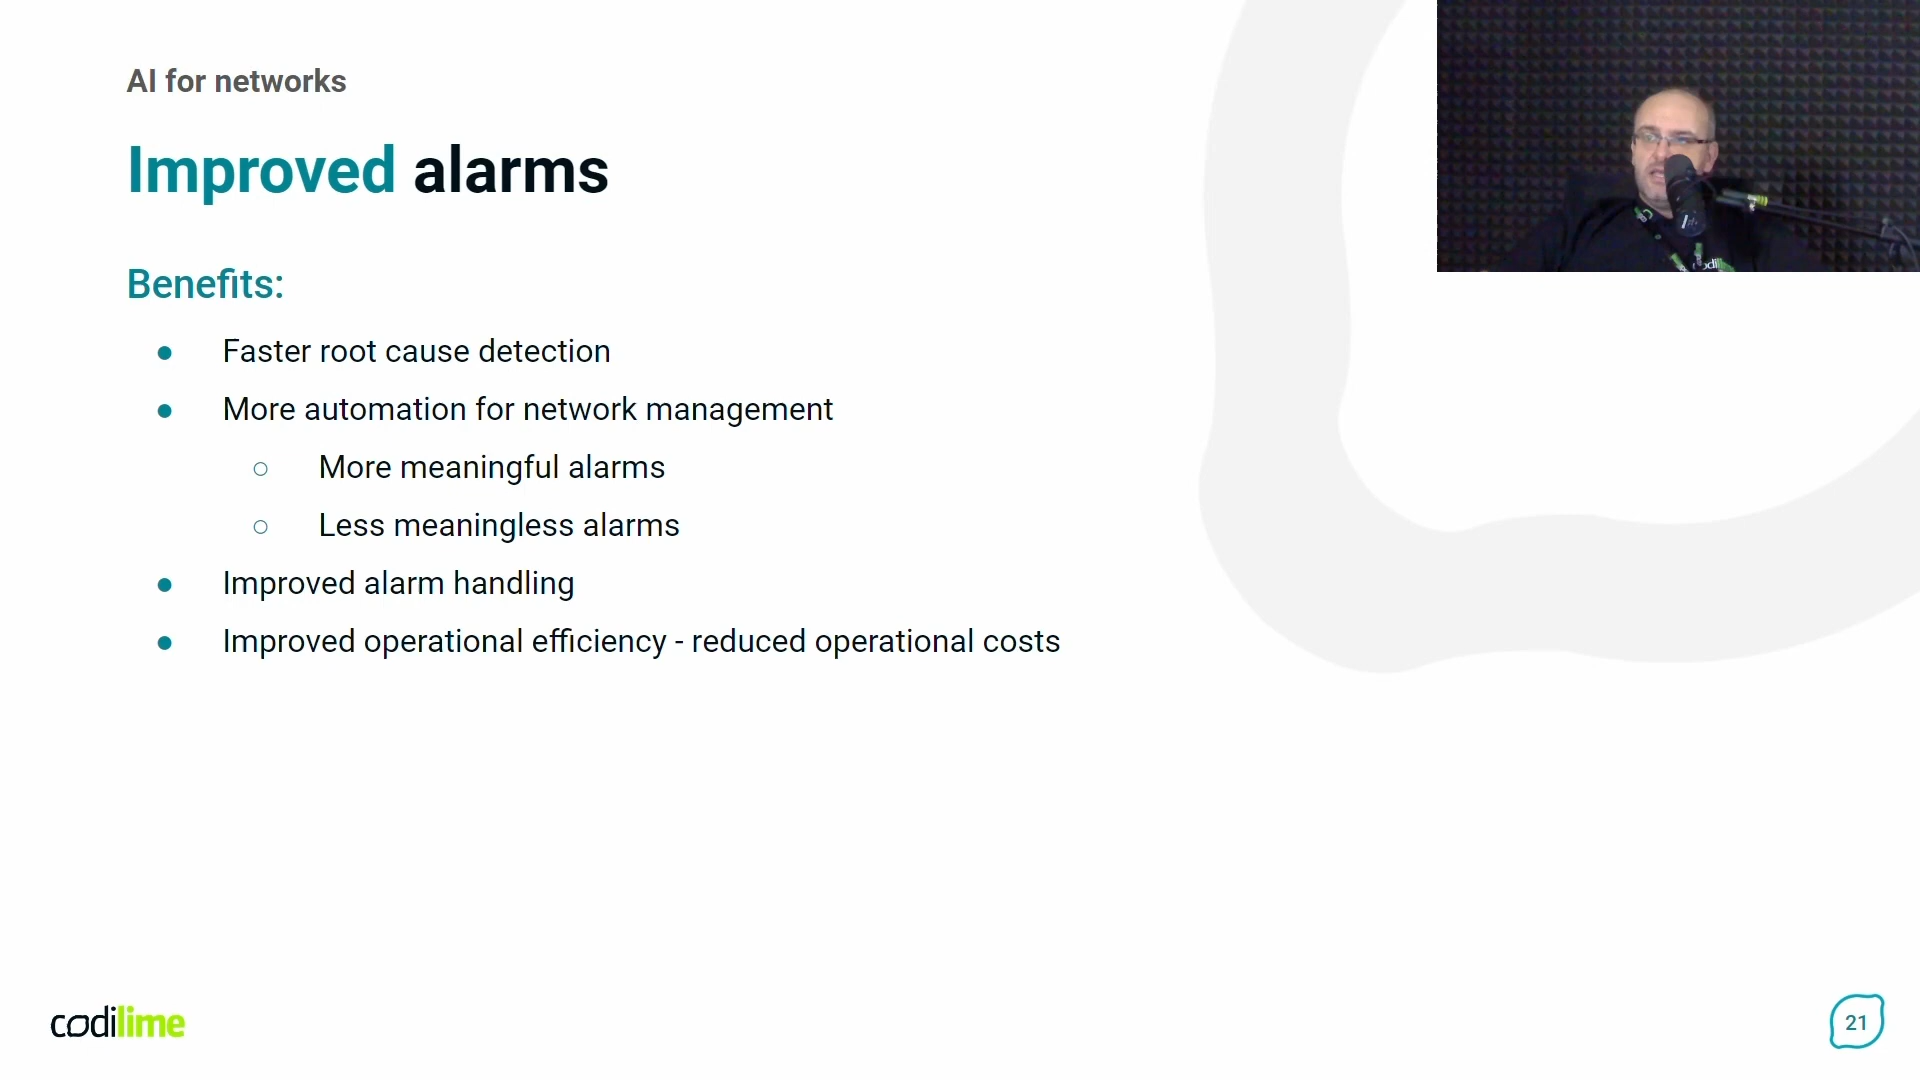 AI for networks
Improved alarms
Benefits:
● Faster root cause detection
● More automation for network management
○ More meaningful alarms
○ Less meaningless alarms
● Improved alarm handling
● Improved operational efficiency - reduced operational costs
codilime
21